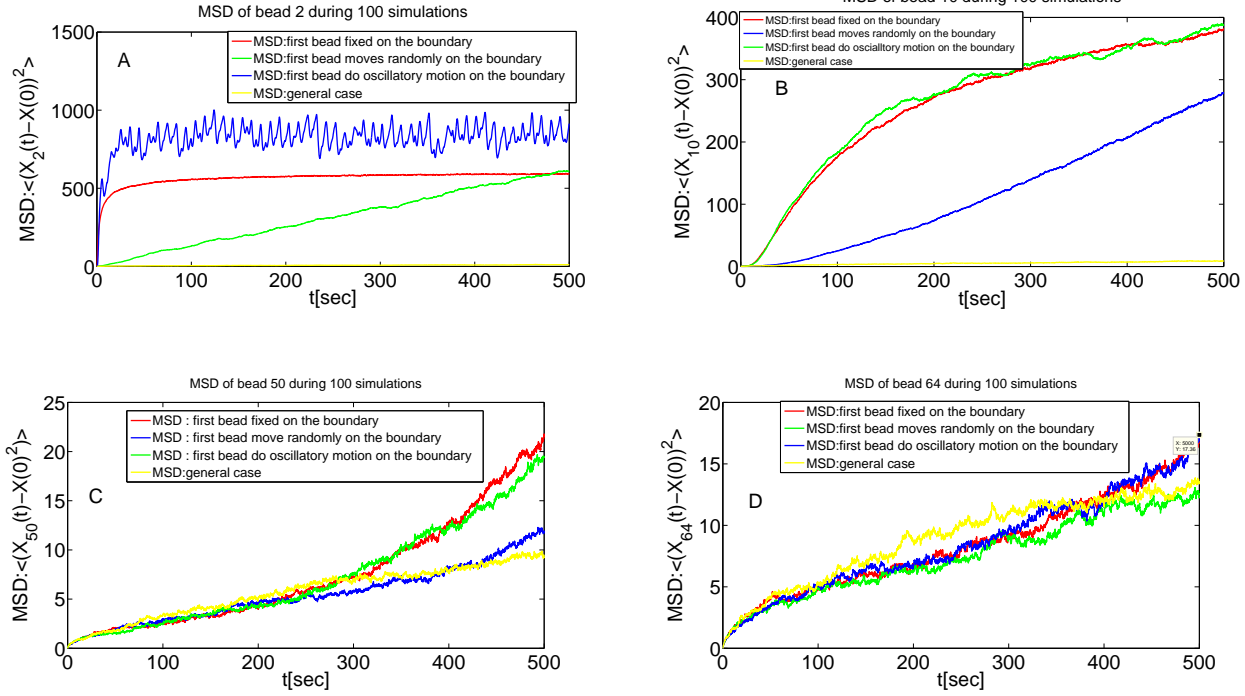 MSD of bead 2 during 100 simulations
1500
1000
500
0
MSD:<(X_2(t)−X(0))^2>
A
MSD:first bead fixed on the boundary
MSD:first bead moves randomly on the boundary
MSD:first bead do oscillatory motion on the boundary
MSD:general case
0 100 200 300 400 500
t[sec]
400
300
200
100
0
MSD:<(X_10(t)−X(0))^2>
MSD:first bead fixed on the boundary
MSD:first bead moves randomly on the boundary
MSD:first bead do oscialltory motion on the boundary
MSD:general case
B
0 100 200 300 400 500
t[sec]
MSD of bead 50 during 100 simulations
25
20
15
10
5
0
MSD:<(X_50(t)−X(0)^2)>
MSD : first bead fixed on the boundary
MSD : first bead move randomly on the boundary
MSD : first bead do oscillatory motion on the boundary
MSD:general case
C
0 100 200 300 400 500
t[sec]
MSD of bead 64 during 100 simulations
20
15
10
5
0
MSD:<(X_64(t)−X(0))^2>
MSD:first bead fixed on the boundary
MSD:first bead moves randomly on the boundary
MSD:first bead do oscillatory motion on the boundary
MSD:general case
X: 5000
Y: 17.36
D
0 100 200 300 400 500
t[sec]